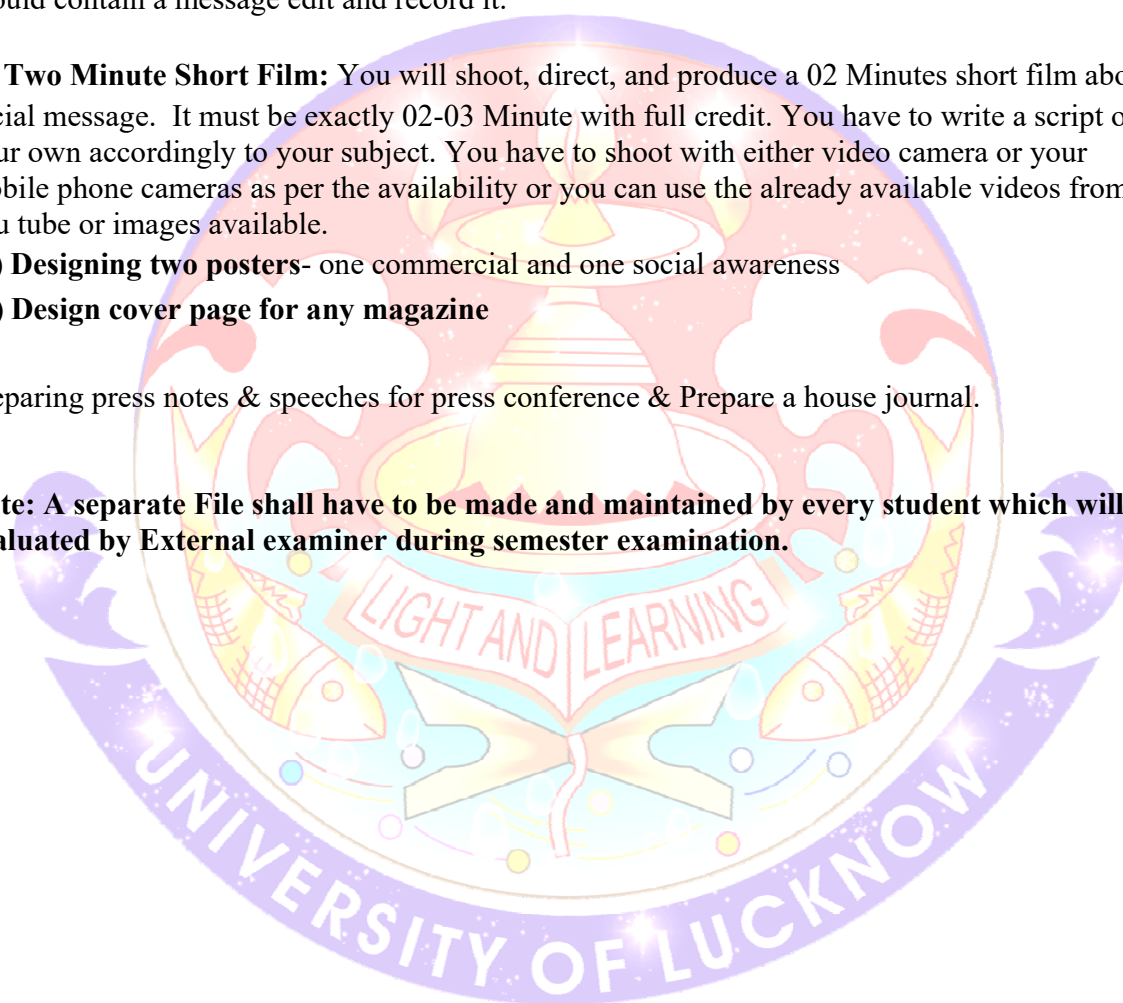 ould contain a message edit and record it.
Two Minute Short Film: You will shoot, direct, and produce a 02 Minutes short film abo
cial message. It must be exactly 02-03 Minute with full credit. You have to write a script o
ur own accordingly to your subject. You have to shoot with either video camera or your
obile phone cameras as per the availability or you can use the already available videos from
u tube or images available.
) Designing two posters- one commercial and one social awareness
) Design cover page for any magazine
eparing press notes & speeches for press conference & Prepare a house journal.
te: A separate File shall have to be made and maintained by every student which will
aluated by External examiner during semester examination.
LIGHT AND LEARNING
UNIVERSITY OF LUCKNOW